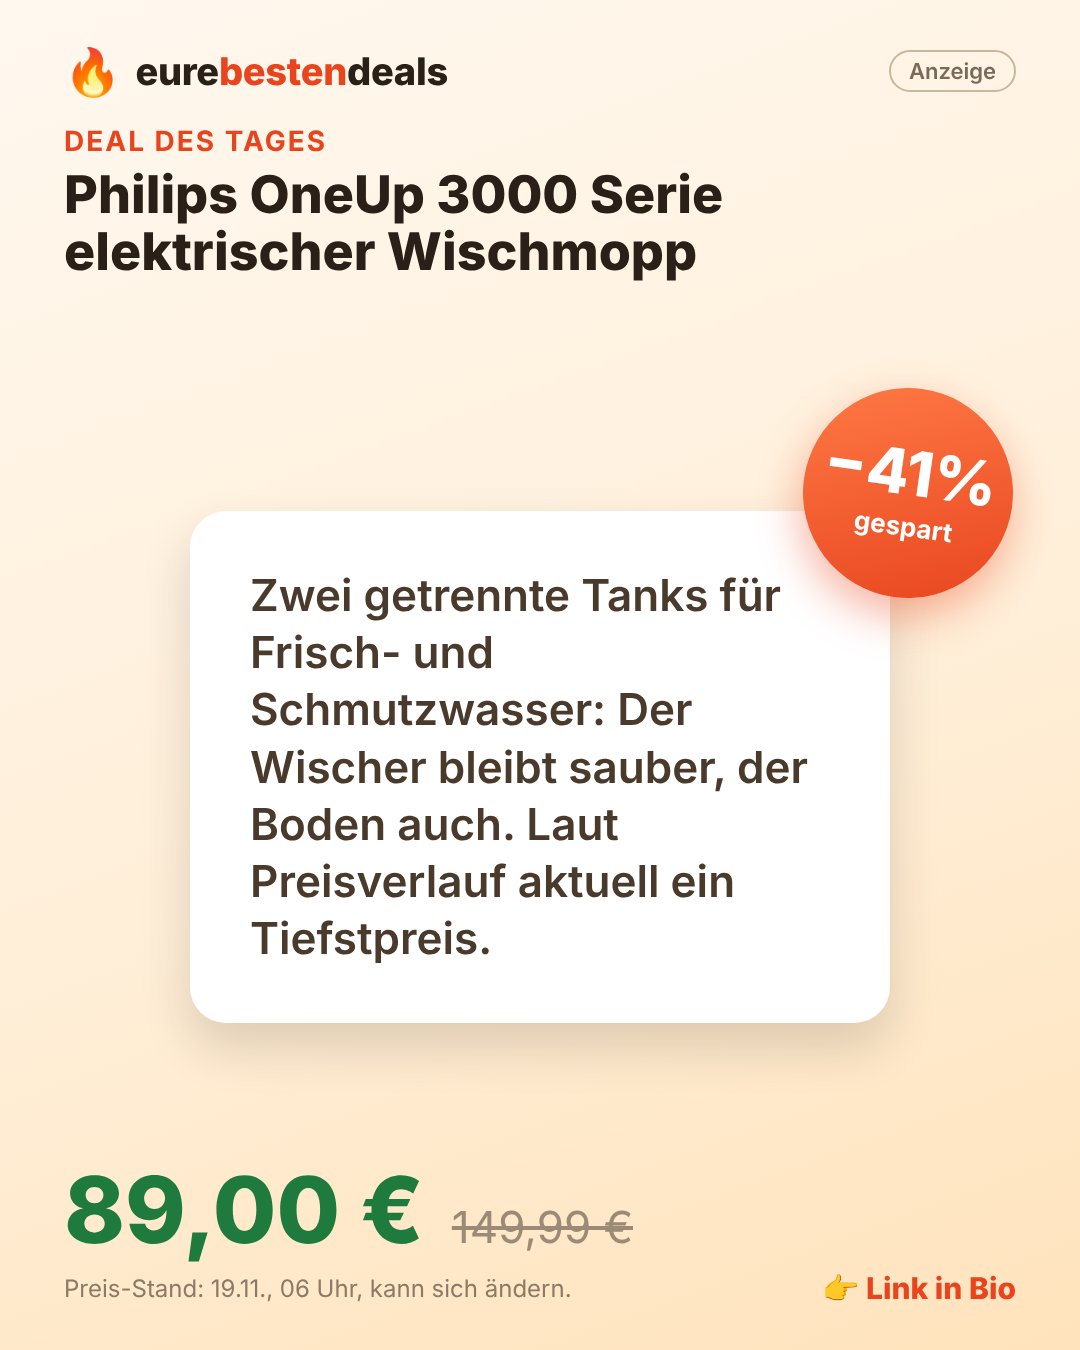 eurebestendeals
Anzeige
DEAL DES TAGES
Philips OneUp 3000 Serie
elektrischer Wischmopp
−41%
gespart
Zwei getrennte Tanks für
Frisch- und
Schmutzwasser: Der
Wischer bleibt sauber, der
Boden auch. Laut
Preisverlauf aktuell ein
Tiefstpreis.
89,00 € 149,99 €
Preis-Stand: 19.11., 06 Uhr, kann sich ändern.
👉 Link in Bio